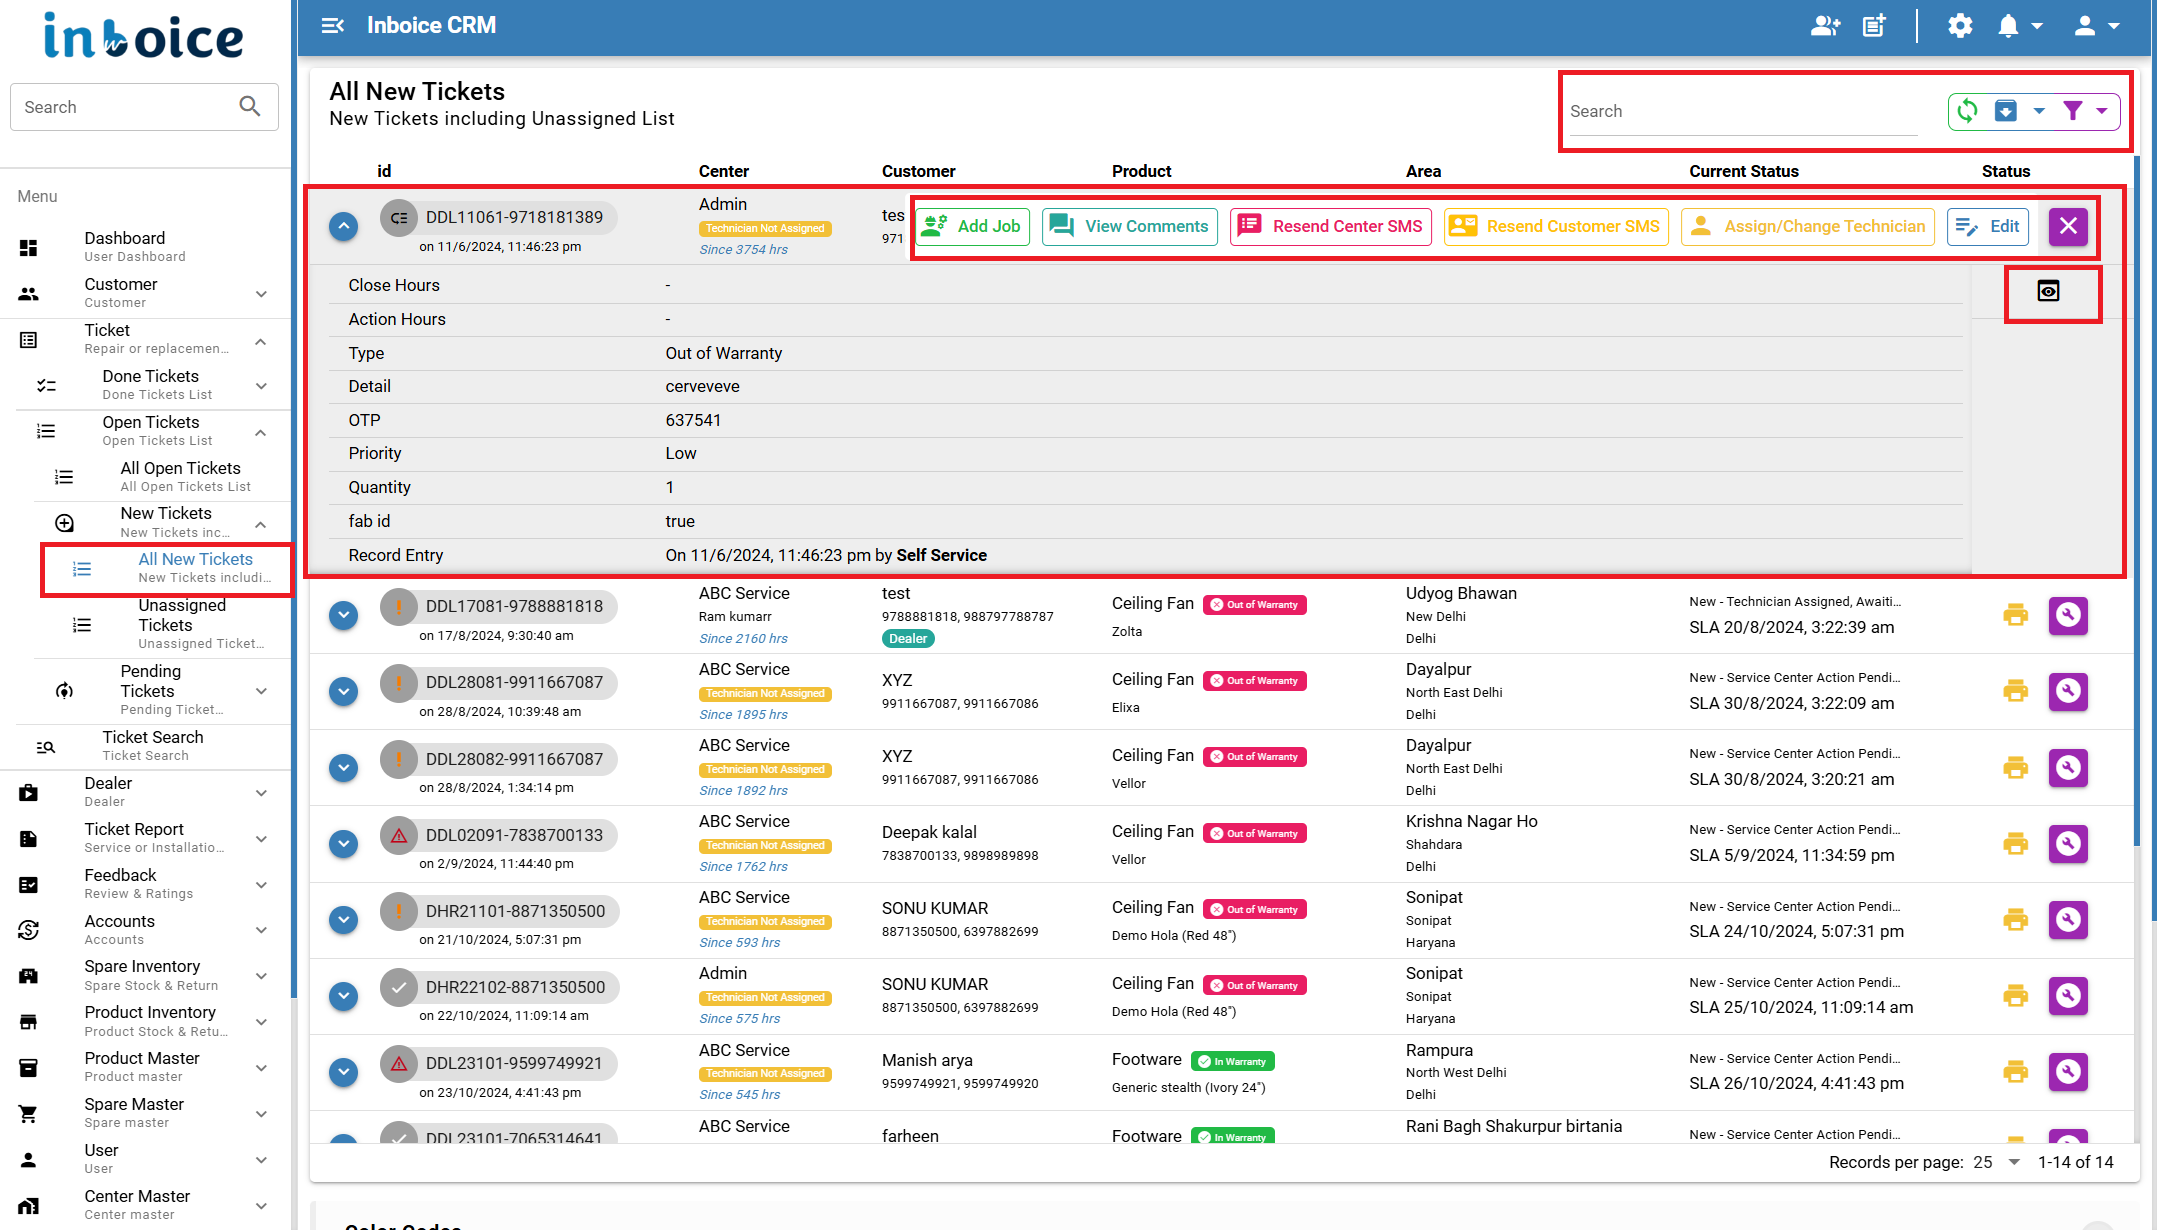 inboice
Search
Menu
Dashboard
User Dashboard
Customer
Customer
Ticket
Repair or replacemen…
Done Tickets
Done Tickets List
Open Tickets
Open Tickets List
All Open Tickets
All Open Tickets List
New Tickets
New Tickets inc…
All New Tickets
New Tickets includi…
Unassigned
Tickets
Unassigned Ticket…
Pending
Tickets
Pending Ticket…
Ticket Search
Ticket Search
Dealer
Dealer
Ticket Report
Service or Installatio…
Feedback
Review & Ratings
Accounts
Accounts
Spare Inventory
Spare Stock & Return
Product Inventory
Product Stock & Retu…
Product Master
Product master
Spare Master
Spare master
User
User
Center Master
Center master
Inboice CRM
All New Tickets
New Tickets including Unassigned List
Search
id Center Customer Product Area Current Status Status
DDL11061-9718181389
on 11/6/2024, 11:46:23 pm
Admin
Technician Not Assigned
Since 3754 hrs
tes
971
Add Job View Comments Resend Center SMS Resend Customer SMS Assign/Change Technician Edit
Close Hours -
Action Hours -
Type Out of Warranty
Detail cerveveve
OTP 637541
Priority Low
Quantity 1
fab id true
Record Entry On 11/6/2024, 11:46:23 pm by Self Service
DDL17081-9788881818
on 17/8/2024, 9:30:40 am
ABC Service
Ram kumarr
Since 2160 hrs
test
9788881818, 988797788787
Dealer
Ceiling Fan Out of Warranty
Zolta
Udyog Bhawan
New Delhi
Delhi
New - Technician Assigned, Awaiti…
SLA 20/8/2024, 3:22:39 am
DDL28081-9911667087
on 28/8/2024, 10:39:48 am
ABC Service
Technician Not Assigned
Since 1895 hrs
XYZ
9911667087, 9911667086
Ceiling Fan Out of Warranty
Elixa
Dayalpur
North East Delhi
Delhi
New - Service Center Action Pendi…
SLA 30/8/2024, 3:22:09 am
DDL28082-9911667087
on 28/8/2024, 1:34:14 pm
ABC Service
Technician Not Assigned
Since 1892 hrs
XYZ
9911667087, 9911667086
Ceiling Fan Out of Warranty
Vellor
Dayalpur
North East Delhi
Delhi
New - Service Center Action Pendi…
SLA 30/8/2024, 3:20:21 am
DDL02091-7838700133
on 2/9/2024, 11:44:40 pm
ABC Service
Technician Not Assigned
Since 1762 hrs
Deepak kalal
7838700133, 9898989898
Ceiling Fan Out of Warranty
Vellor
Krishna Nagar Ho
Shahdara
Delhi
New - Service Center Action Pendi…
SLA 5/9/2024, 11:34:59 pm
DHR21101-8871350500
on 21/10/2024, 5:07:31 pm
ABC Service
Technician Not Assigned
Since 593 hrs
SONU KUMAR
8871350500, 6397882699
Ceiling Fan Out of Warranty
Demo Hola (Red 48")
Sonipat
Sonipat
Haryana
New - Service Center Action Pendi…
SLA 24/10/2024, 5:07:31 pm
DHR22102-8871350500
on 22/10/2024, 11:09:14 am
Admin
Technician Not Assigned
Since 575 hrs
SONU KUMAR
8871350500, 6397882699
Ceiling Fan Out of Warranty
Demo Hola (Red 48")
Sonipat
Sonipat
Haryana
New - Service Center Action Pendi…
SLA 25/10/2024, 11:09:14 am
DDL23101-9599749921
on 23/10/2024, 4:41:43 pm
ABC Service
Technician Not Assigned
Since 545 hrs
Manish arya
9599749921, 9599749920
Footware In Warranty
Generic stealth (Ivory 24")
Rampura
North West Delhi
Delhi
New - Service Center Action Pendi…
SLA 26/10/2024, 4:41:43 pm
DDL23101-7065314641
ABC Service
farheen
Footware In Warranty
Rani Bagh Shakurpur birtania
New - Service Center Action Pendi…
Records per page: 25 1-14 of 14
Color Codes